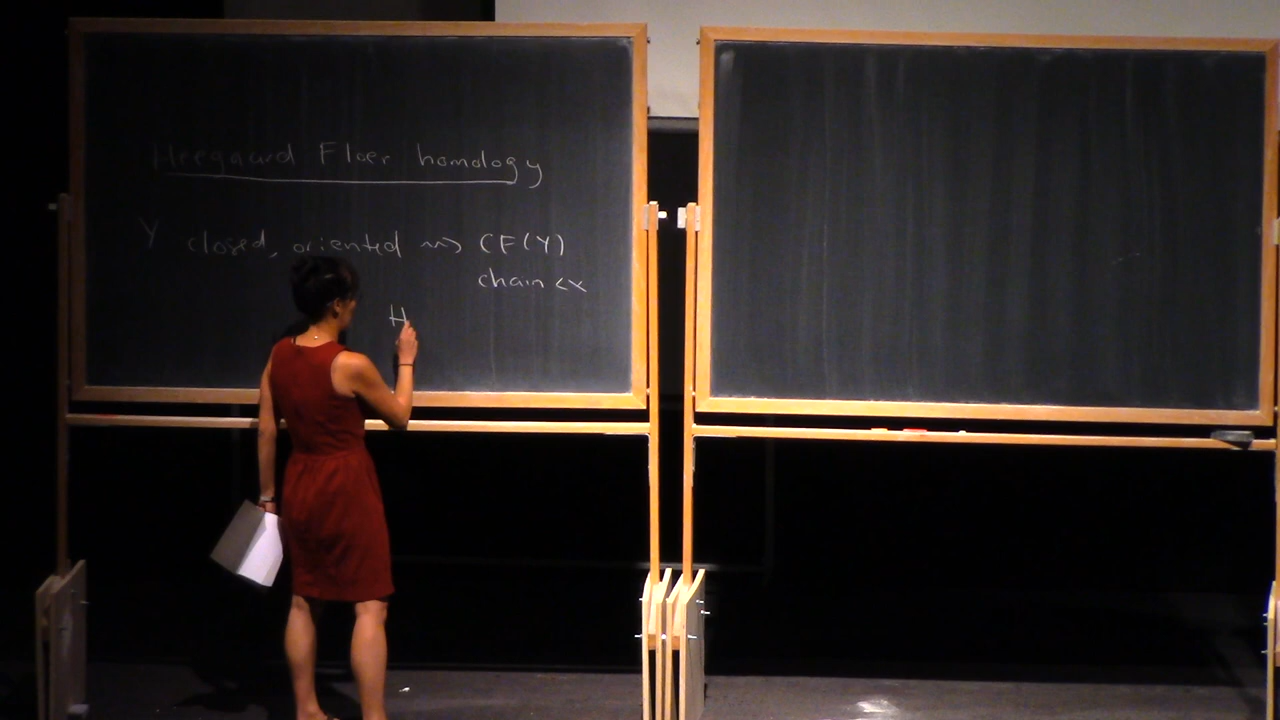 Heegaard Floer homology
Y closed, oriented ⇝ CF(Y)
chain cx
H